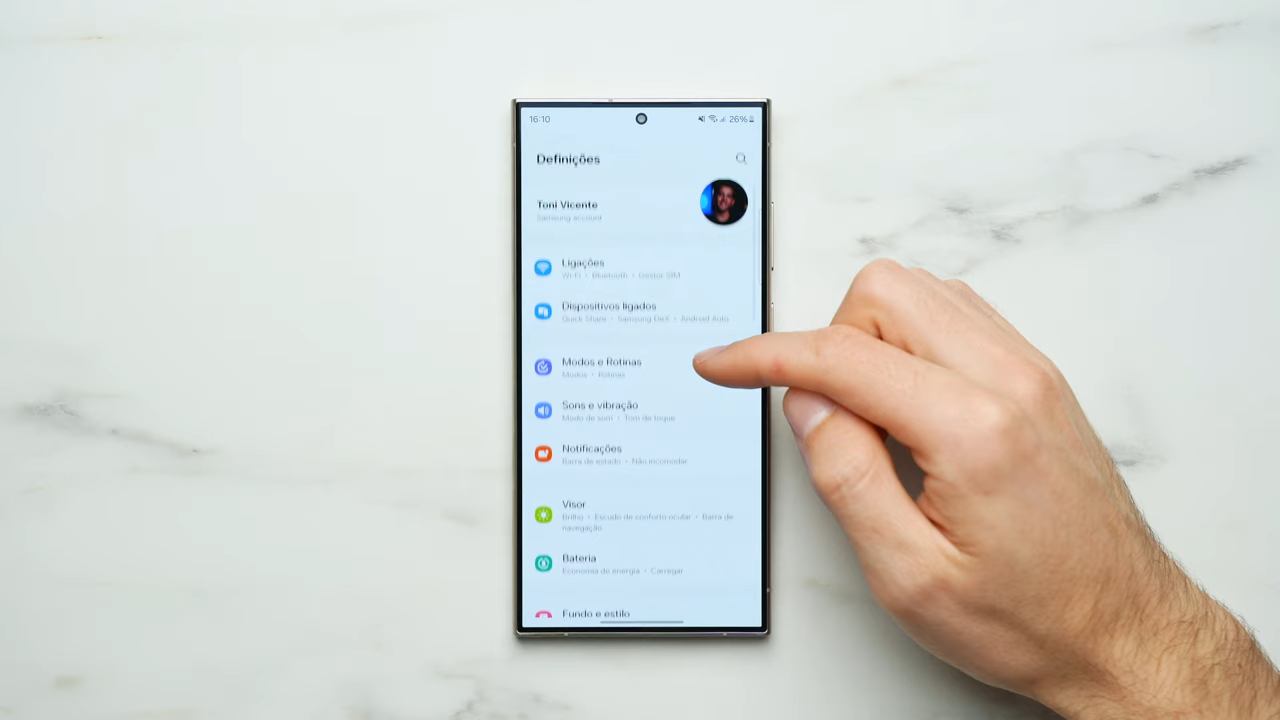 16:10
26%
Definições
Toni Vicente
Samsung account
Ligações
Wi-Fi • Bluetooth • Gestor SIM
Dispositivos ligados
Quick Share • Samsung DeX • Android Auto
Modos e Rotinas
Modos • Rotinas
Sons e vibração
Modo de som • Tom de toque
Notificações
Barra de estado • Não incomodar
Visor
Brilho • Escudo de conforto ocular • Barra de
navegação
Bateria
Economia de energia • Carregar
Fundo e estilo